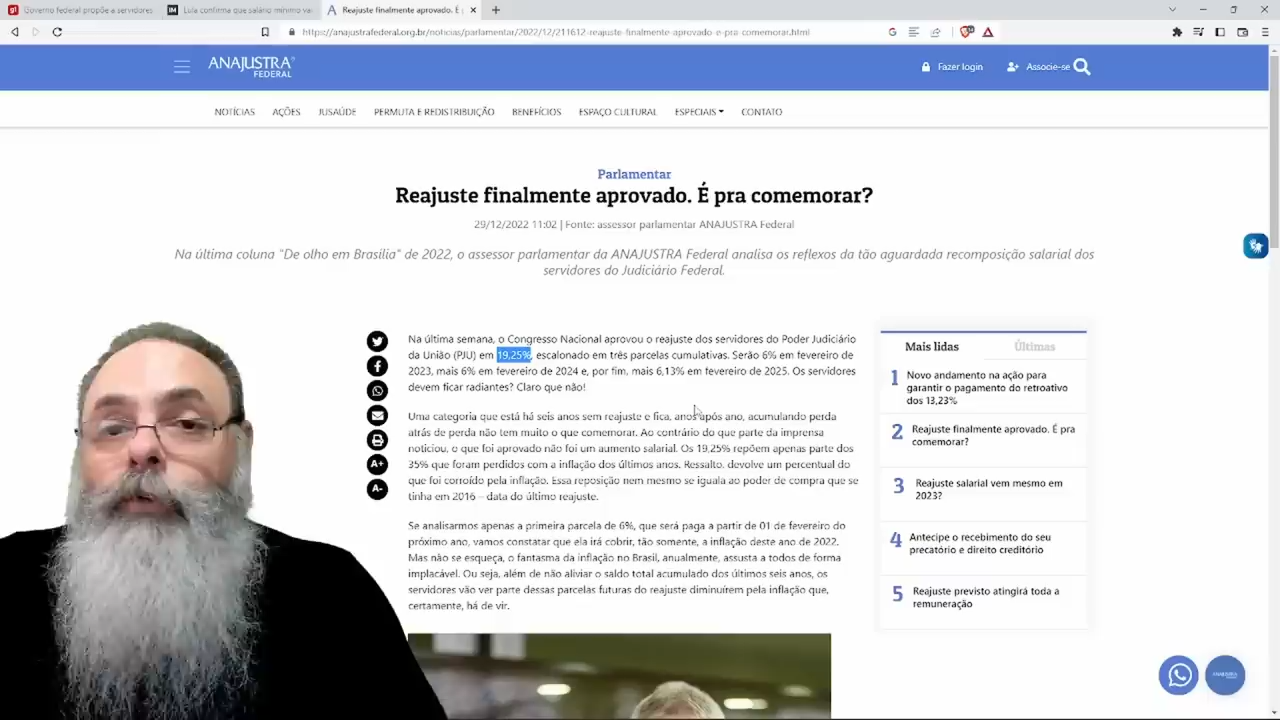 Governo federal propõe a servidores
Lula confirma que salário mínimo va
Reajuste finalmente aprovado. É
https://anajustrafederal.org.br/noticias/parlamentar/2022/12/211612-reajuste-finalmente-aprovado-e-pra-comemorar.html
ANAJUSTRA
FEDERAL
Fazer login
Associe-se
NOTÍCIAS AÇÕES JUSAÚDE PERMUTA E REDISTRIBUIÇÃO BENEFÍCIOS ESPAÇO CULTURAL ESPECIAIS CONTATO
Parlamentar
Reajuste finalmente aprovado. É pra comemorar?
29/12/2022 11:02 | Fonte: assessor parlamentar ANAJUSTRA Federal
Na última coluna "De olho em Brasília" de 2022, o assessor parlamentar da ANAJUSTRA Federal analisa os reflexos da tão aguardada recomposição salarial dos
servidores do Judiciário Federal.
Na última semana, o Congresso Nacional aprovou o reajuste dos servidores do Poder Judiciário
da União (PJU) em 19,25%, escalonado em três parcelas cumulativas. Serão 6% em fevereiro de
2023, mais 6% em fevereiro de 2024 e, por fim, mais 6,13% em fevereiro de 2025. Os servidores
devem ficar radiantes? Claro que não!
Uma categoria que está há seis anos sem reajuste e fica, anos após ano, acumulando perda
atrás de perda não tem muito o que comemorar. Ao contrário do que parte da imprensa
noticiou, o que foi aprovado não foi um aumento salarial. Os 19,25% repõem apenas parte dos
35% que foram perdidos com a inflação dos últimos anos. Ressalto, devolve um percentual do
que foi corroído pela inflação. Essa reposição nem mesmo se iguala ao poder de compra que se
tinha em 2016 – data do último reajuste.
Se analisarmos apenas a primeira parcela de 6%, que será paga a partir de 01 de fevereiro do
próximo ano, vamos constatar que ela irá cobrir, tão somente, a inflação deste ano de 2022.
Mas não se esqueça, o fantasma da inflação no Brasil, anualmente, assusta a todos de forma
implacável. Ou seja, além de não aliviar o saldo total acumulado dos últimos seis anos, os
servidores vão ver parte dessas parcelas futuras do reajuste diminuírem pela inflação que,
certamente, há de vir.
A+
A-
Mais lidas
Últimas
1 Novo andamento na ação para
garantir o pagamento do retroativo
dos 13,23%
2 Reajuste finalmente aprovado. É pra
comemorar?
3 Reajuste salarial vem mesmo em
2023?
4 Antecipe o recebimento do seu
precatório e direito creditório
5 Reajuste previsto atingirá toda a
remuneração